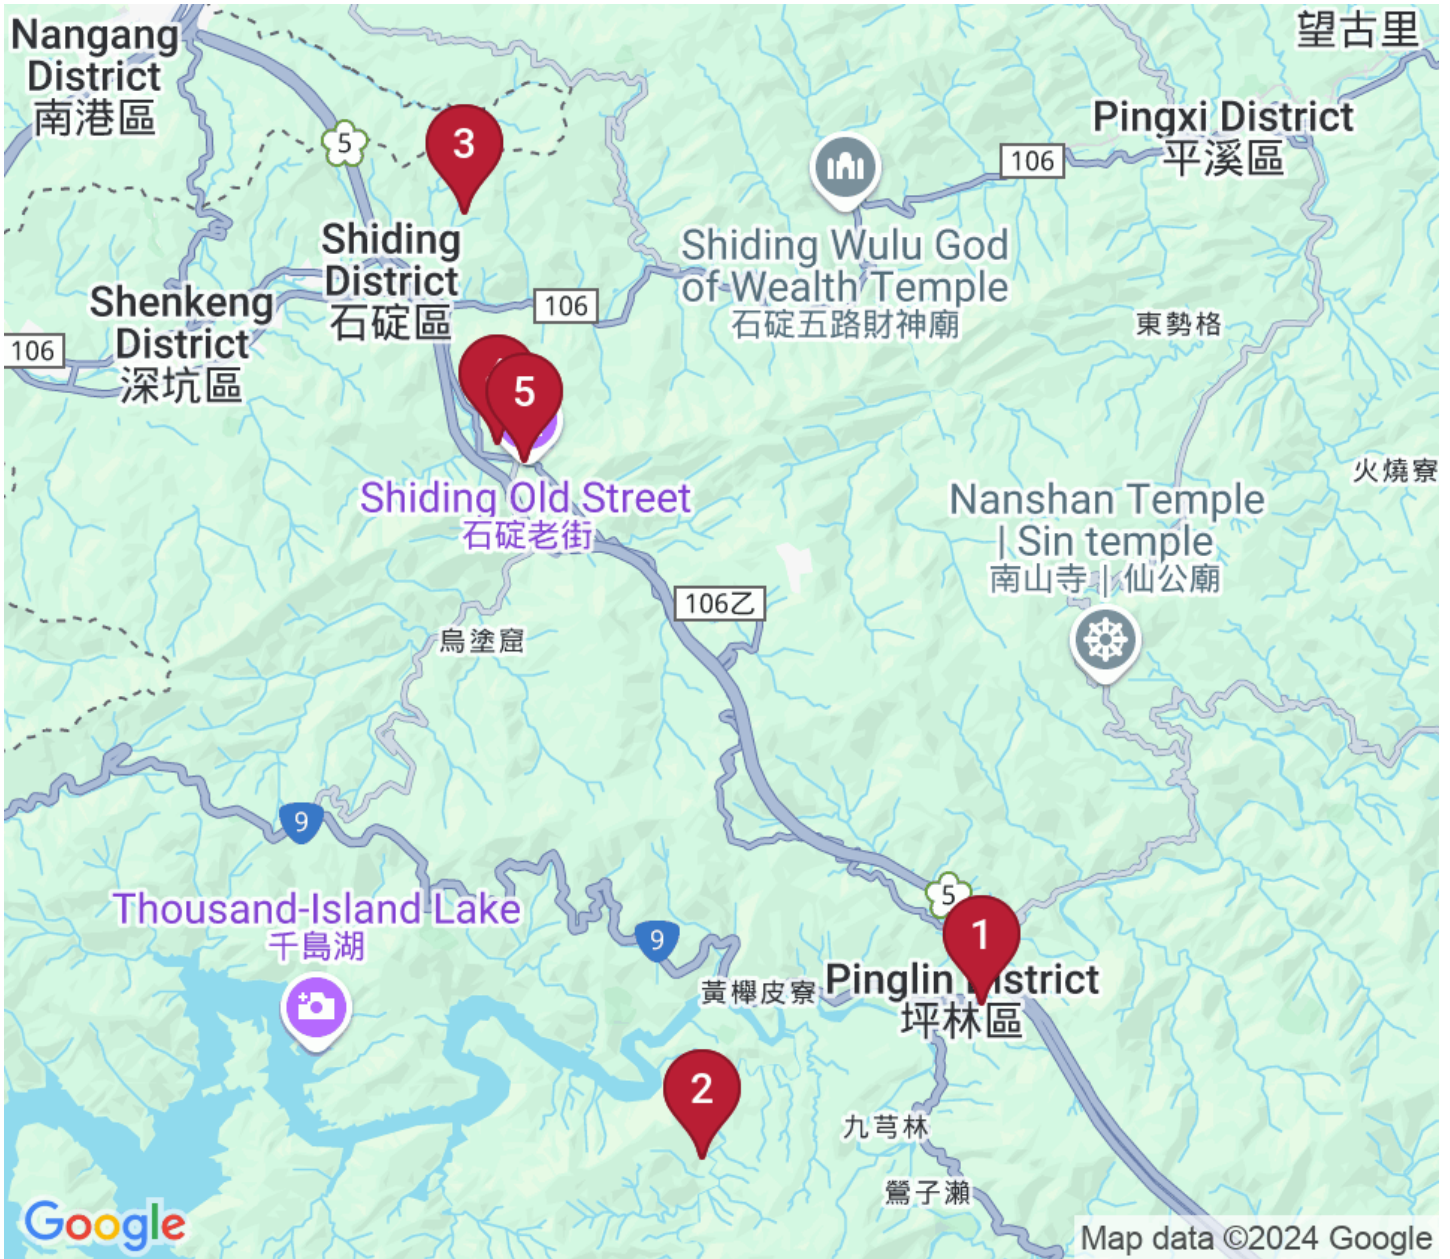 Nangang
District
南港區
望古里
5
3
Pingxi District
平溪區
106
Shiding
District
石碇區
Shiding Wulu God
of Wealth Temple
石碇五路財神廟
Shenkeng
District
深坑區
106
106
東勢格
5
火燒寮
Shiding Old Street
石碇老街
Nanshan Temple
| Sin temple
南山寺 | 仙公廟
106乙
烏塗窟
9
5
1
Thousand-Island Lake
千島湖
9
黃櫸皮寮
Pinglin District
坪林區
2
九芎林
鶯子瀨
Google
Map data ©2024 Google